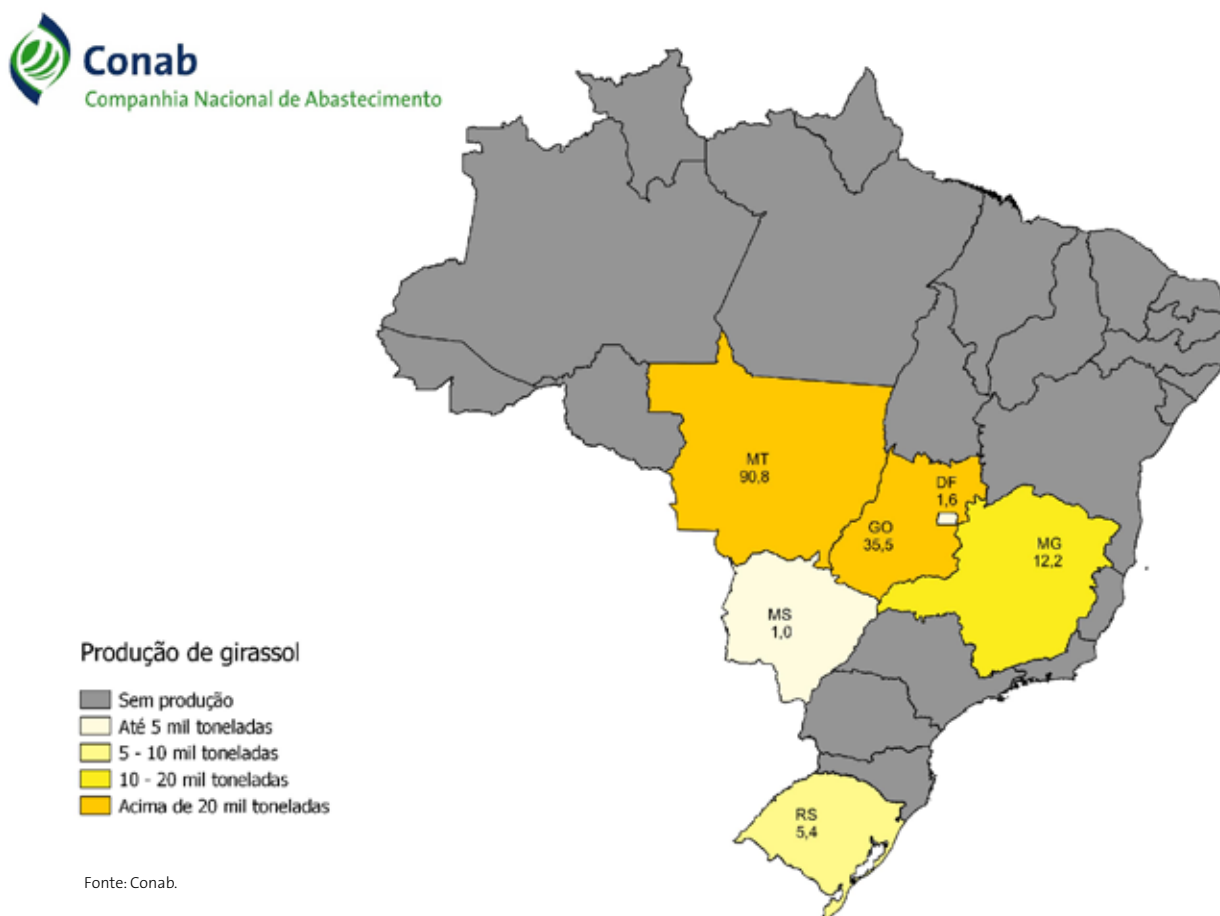 Conab
Companhia Nacional de Abastecimento
MT
90,8
DF
1,6
GO
35,5
MG
12,2
MS
1,0
Produção de girassol
Sem produção
Até 5 mil toneladas
5 - 10 mil toneladas
10 - 20 mil toneladas
Acima de 20 mil toneladas
RS
5,4
Fonte: Conab.